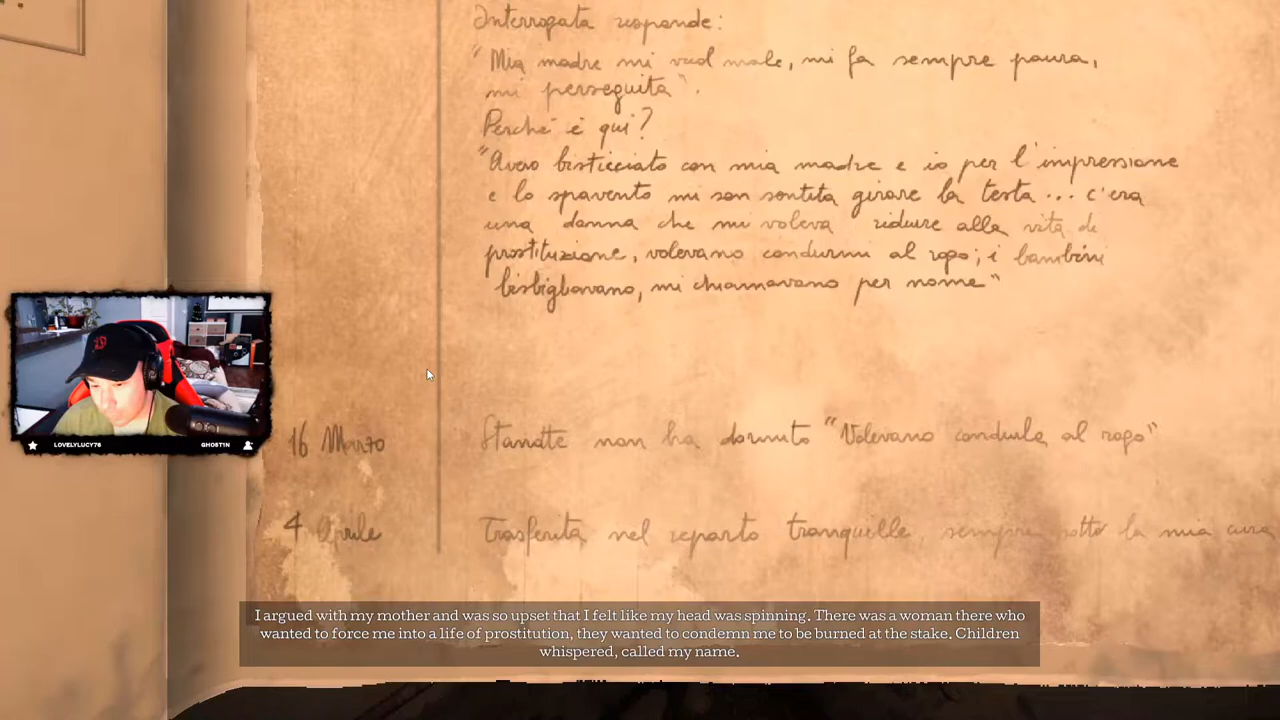 Interrogata risponde:
"Mia madre mi vuol male, mi fa sempre paura,
mi perseguita".
Perché è qui?
"Avevo bisticciato con mia madre e io per l'impressione
e lo spavento mi son sentita girare la testa... c'era
una donna che mi voleva ridurre alla vita di
prostituzione, volevano condurmi al rogo; i bambini
bisbigliavano, mi chiamavano per nome"
16 Marzo Stanotte non ha dormito "Volevano condurla al rogo"
4 Aprile Trasferita nel reparto tranquille, sempre sotto la mia cura
LOVELYLUCY76 GHOST1N
I argued with my mother and was so upset that I felt like my head was spinning. There was a woman there who
wanted to force me into a life of prostitution, they wanted to condemn me to be burned at the stake. Children
whispered, called my name.